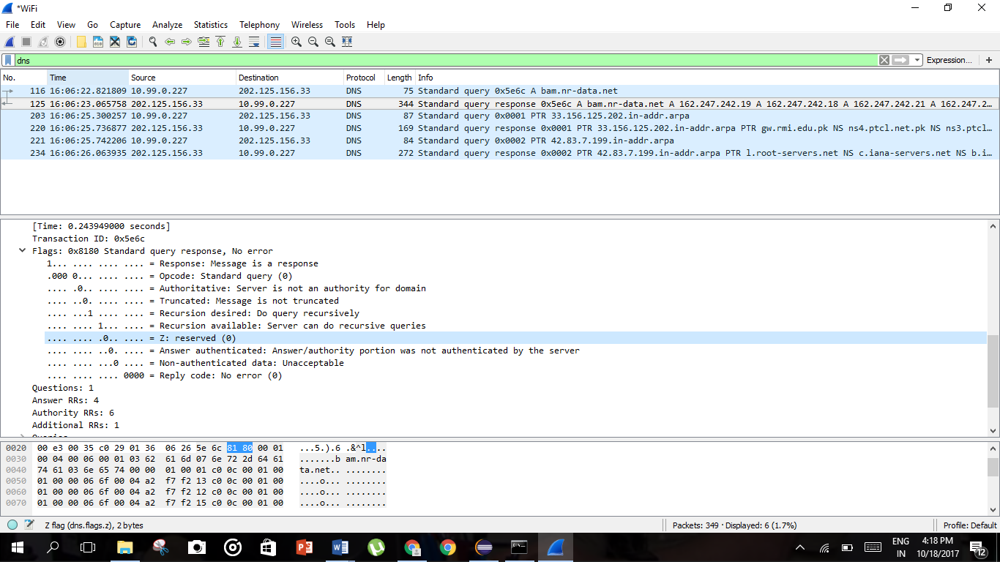 *WiFi
File Edit View Go Capture Analyze Statistics Telephony Wireless Tools Help
dns Expression... +
No. Time Source Destination Protocol Length Info
116 16:06:22.821809 10.99.0.227 202.125.156.33 DNS 75 Standard query 0x5e6c A bam.nr-data.net
125 16:06:23.065758 202.125.156.33 10.99.0.227 DNS 344 Standard query response 0x5e6c A bam.nr-data.net A 162.247.242.19 A 162.247.242.18 A 162.247.242.21 A 162.247.2...
203 16:06:25.300257 10.99.0.227 202.125.156.33 DNS 87 Standard query 0x0001 PTR 33.156.125.202.in-addr.arpa
220 16:06:25.736877 202.125.156.33 10.99.0.227 DNS 169 Standard query response 0x0001 PTR 33.156.125.202.in-addr.arpa PTR gw.rmi.edu.pk NS ns4.ptcl.net.pk NS ns3.ptcl...
221 16:06:25.742206 10.99.0.227 202.125.156.33 DNS 84 Standard query 0x0002 PTR 42.83.7.199.in-addr.arpa
234 16:06:26.063935 202.125.156.33 10.99.0.227 DNS 272 Standard query response 0x0002 PTR 42.83.7.199.in-addr.arpa PTR l.root-servers.net NS c.iana-servers.net NS b.i...
[Time: 0.243949000 seconds]
Transaction ID: 0x5e6c
Flags: 0x8180 Standard query response, No error
1... .... .... .... = Response: Message is a response
.000 0... .... .... = Opcode: Standard query (0)
.... .0.. .... .... = Authoritative: Server is not an authority for domain
.... ..0. .... .... = Truncated: Message is not truncated
.... ...1 .... .... = Recursion desired: Do query recursively
.... .... 1... .... = Recursion available: Server can do recursive queries
.... .... .0.. .... = Z: reserved (0)
.... .... ..0. .... = Answer authenticated: Answer/authority portion was not authenticated by the server
.... .... ...0 .... = Non-authenticated data: Unacceptable
.... .... .... 0000 = Reply code: No error (0)
Questions: 1
Answer RRs: 4
Authority RRs: 6
Additional RRs: 1
0020 00 e3 00 35 c0 29 01 36 06 26 5e 6c 81 80 00 01 ...5.).6 .&^l....
0030 00 04 00 06 00 01 03 62 61 6d 07 6e 72 2d 64 61 .......b am.nr-da
0040 74 61 03 6e 65 74 00 00 01 00 01 c0 0c 00 01 00 ta.net.. ........
0050 01 00 00 06 6f 00 04 a2 f7 f2 13 c0 0c 00 01 00 ....o... ........
0060 01 00 00 06 6f 00 04 a2 f7 f2 12 c0 0c 00 01 00 ....o... ........
0070 01 00 00 06 6f 00 04 a2 f7 f2 15 c0 0c 00 01 00 ....o... ........
Z flag (dns.flags.z), 2 bytes Packets: 349 · Displayed: 6 (1.7%) Profile: Default
ENG 4:18 PM
IN 10/18/2017 12